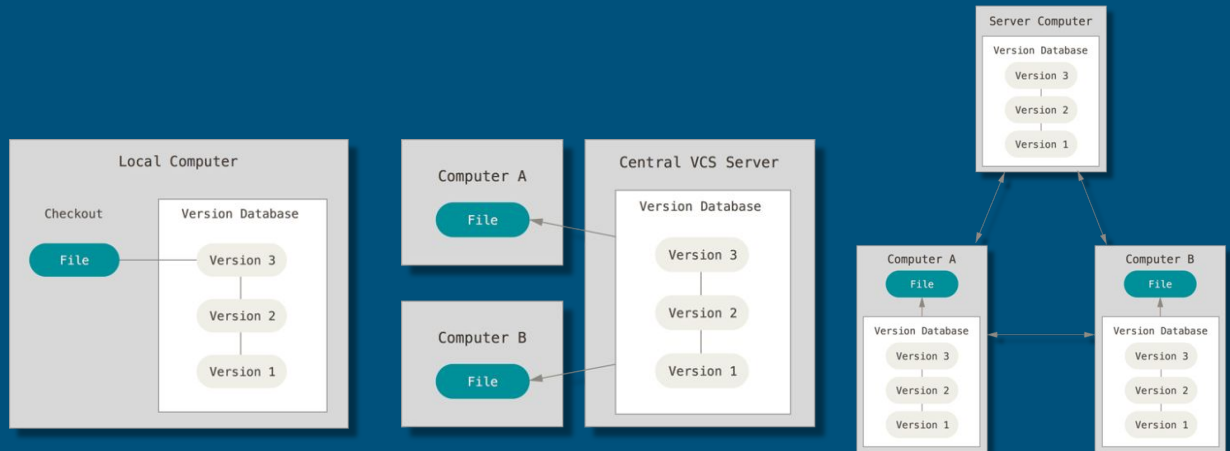 Local Computer
Checkout
File
Version Database
Version 3
Version 2
Version 1
Computer A
File
Computer B
File
Central VCS Server
Version Database
Version 3
Version 2
Version 1
Server Computer
Version Database
Version 3
Version 2
Version 1
Computer A
File
Version Database
Version 3
Version 2
Version 1
Computer B
File
Version Database
Version 3
Version 2
Version 1